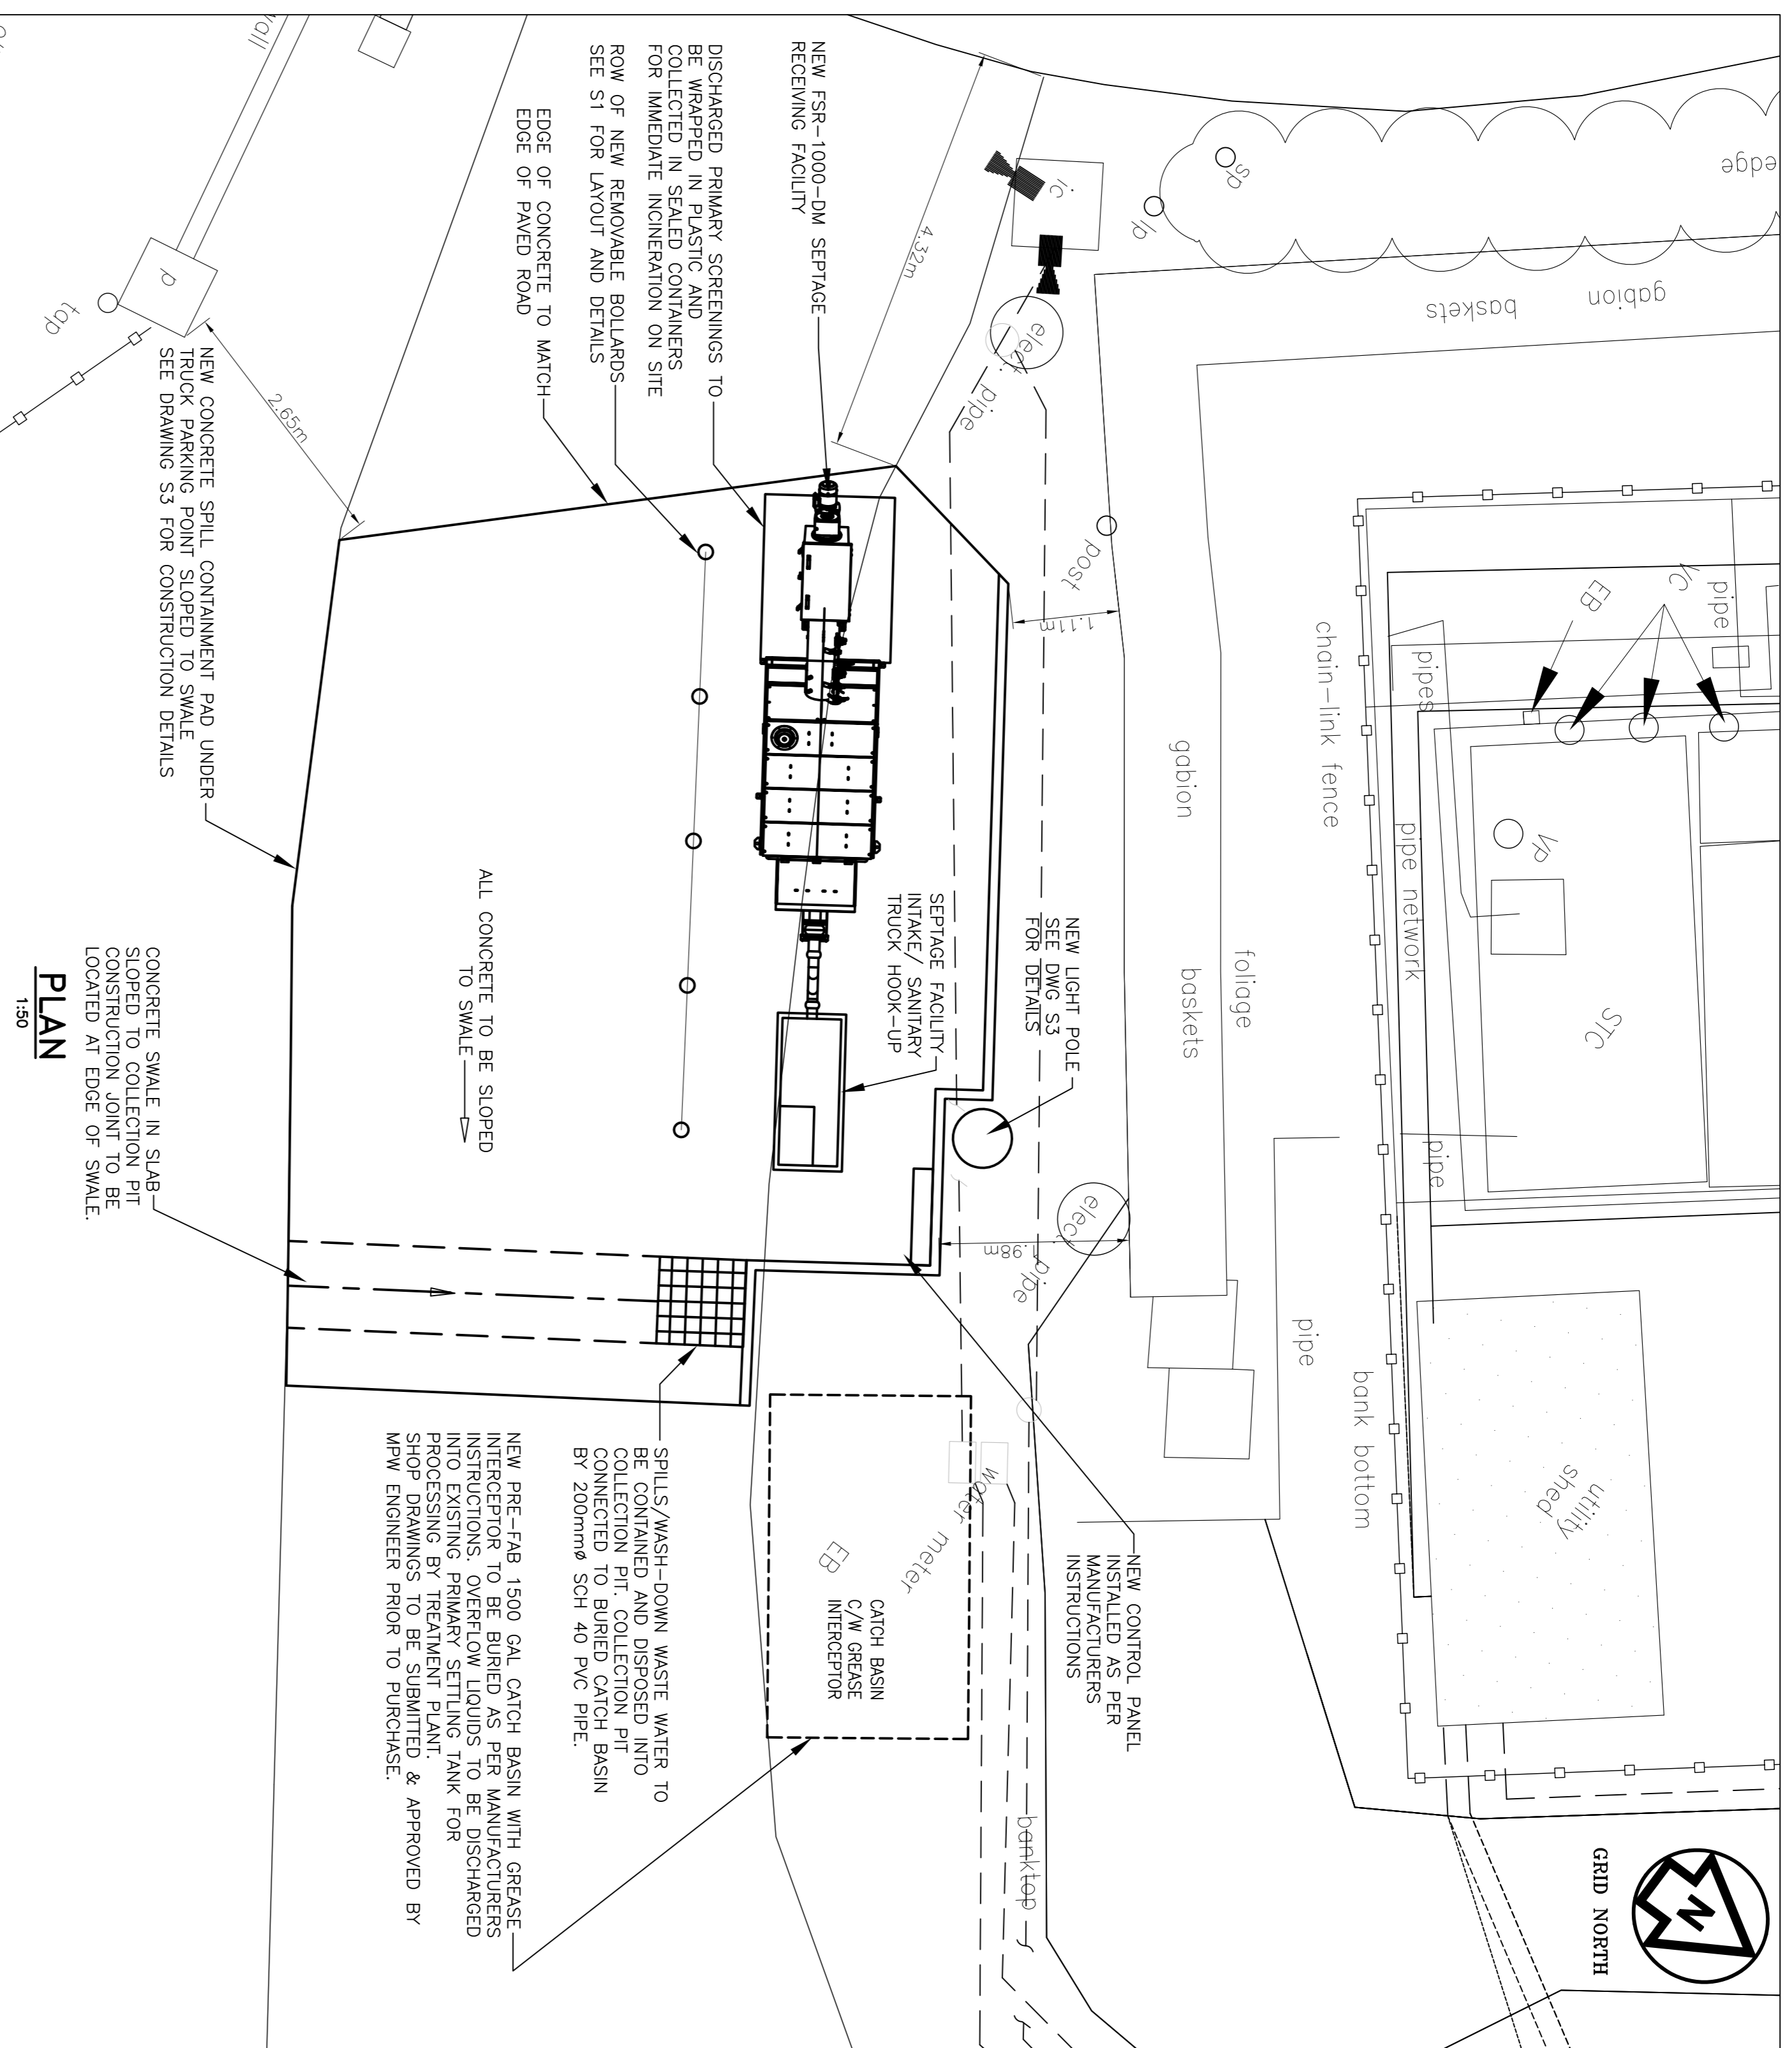 NEW FSR-1000-DM SEPTAGE
RECEIVING FACILITY
DISCHARGED PRIMARY SCREENINGS TO
BE WRAPPED IN PLASTIC AND
COLLECTED IN SEALED CONTAINERS
FOR IMMEDIATE INCINERATION ON SITE
ROW OF NEW REMOVABLE BOLLARDS
SEE S1 FOR LAYOUT AND DETAILS
EDGE OF CONCRETE TO MATCH
EDGE OF PAVED ROAD
NEW CONCRETE SPILL CONTAINMENT PAD UNDER
TRUCK PARKING POINT SLOPED TO SWALE
SEE DRAWING S3 FOR CONSTRUCTION DETAILS
ALL CONCRETE TO BE SLOPED
TO SWALE
SEPTAGE FACILITY
INTAKE/ SANITARY
TRUCK HOOK-UP
NEW LIGHT POLE
SEE DWG S3
FOR DETAILS
CONCRETE SWALE IN SLAB
SLOPED TO COLLECTION PIT
CONSTRUCTION JOINT TO BE
LOCATED AT EDGE OF SWALE.
PLAN
1:50
NEW CONTROL PANEL
INSTALLED AS PER
MANUFACTURERS
INSTRUCTIONS
CATCH BASIN
C/W GREASE
INTERCEPTOR
SPILLS/WASH-DOWN WASTE WATER TO
BE CONTAINED AND DISPOSED INTO
COLLECTION PIT. COLLECTION PIT
CONNECTED TO BURIED CATCH BASIN
BY 200mmø SCH 40 PVC PIPE.
NEW PRE-FAB 1500 GAL CATCH BASIN WITH GREASE
INTERCEPTOR TO BE BURIED AS PER MANUFACTURERS
INSTRUCTIONS. OVERFLOW LIQUIDS TO BE DISCHARGED
INTO EXISTING PRIMARY SETTLING TANK FOR
PROCESSING BY TREATMENT PLANT.
SHOP DRAWINGS TO BE SUBMITTED & APPROVED BY
MPW ENGINEER PRIOR TO PURCHASE.
GRID NORTH
N
4.32m
2.65m
1.11m
1.98m
wall
p
tap
ic
lp
sp
edge
gabion
baskets
elect. pipe
post
chain-link fence
gabion
baskets
foliage
pipe network
pipes
pipe
EB
VC
VP
STC
pipe
elect. pipe
pipe
bank bottom
utility
shed
water meter
EB
banktop